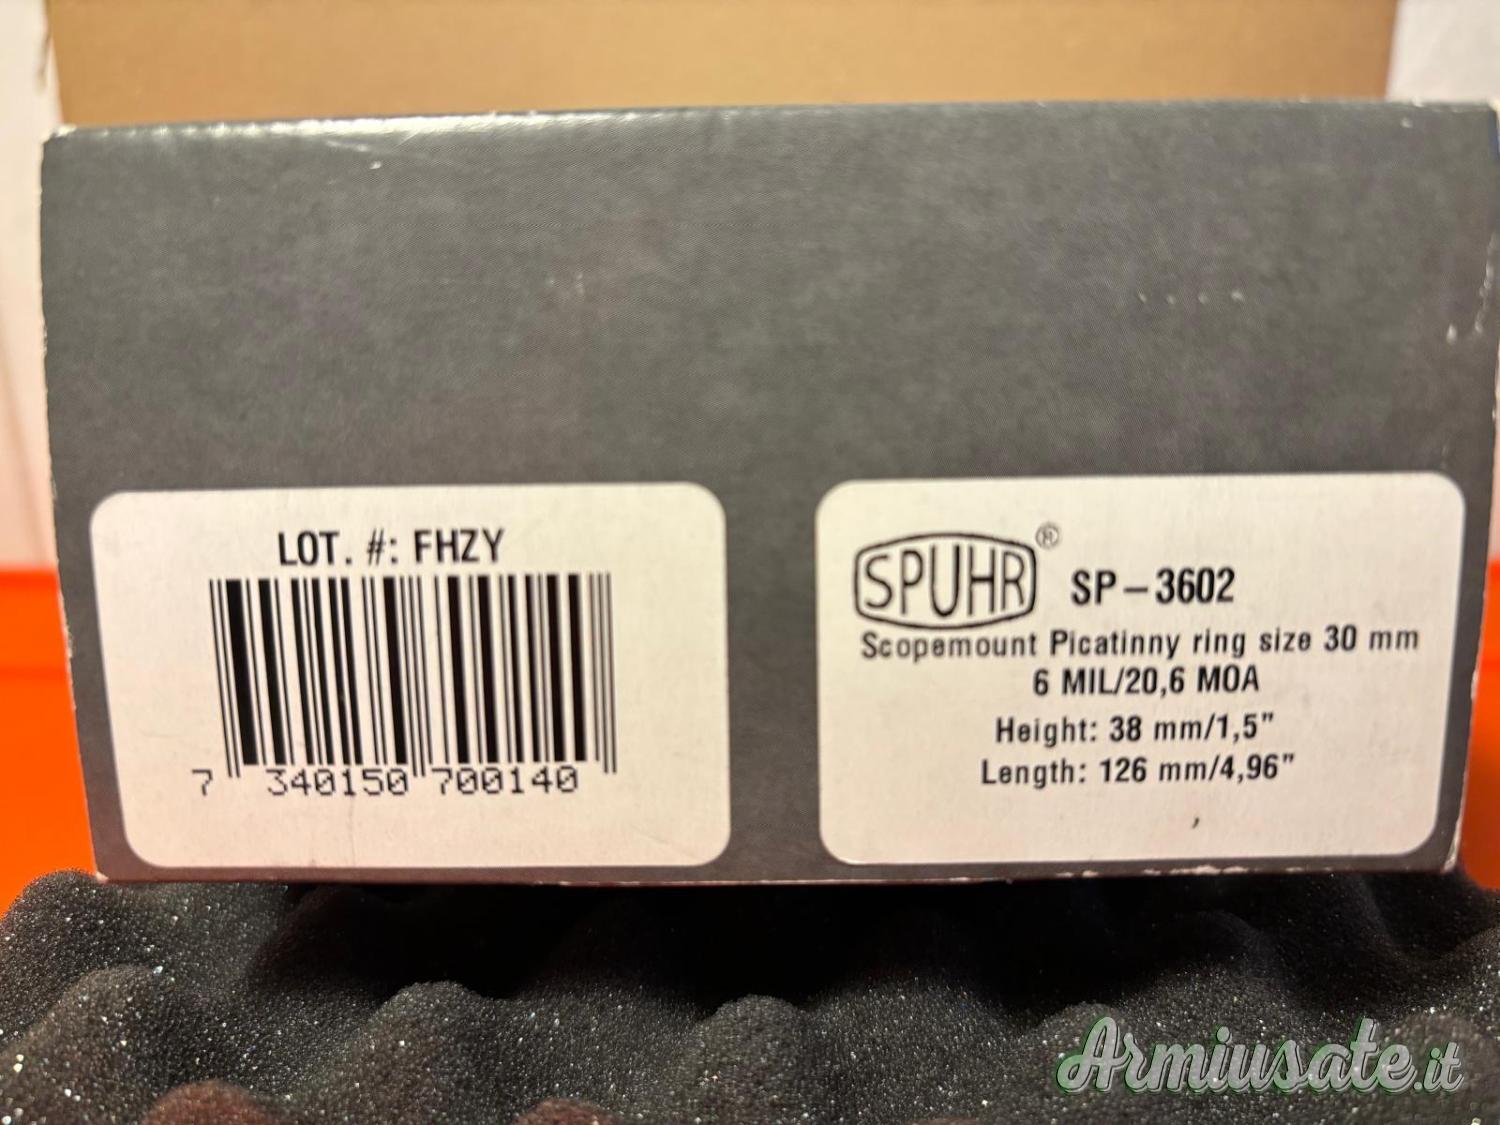 LOT. #: FHZY
7 340150 700140
SPUHR® SP-3602
Scopemount Picatinny ring size 30 mm
6 MIL/20,6 MOA
Height: 38 mm/1,5"
Length: 126 mm/4,96"
Armiusate.it